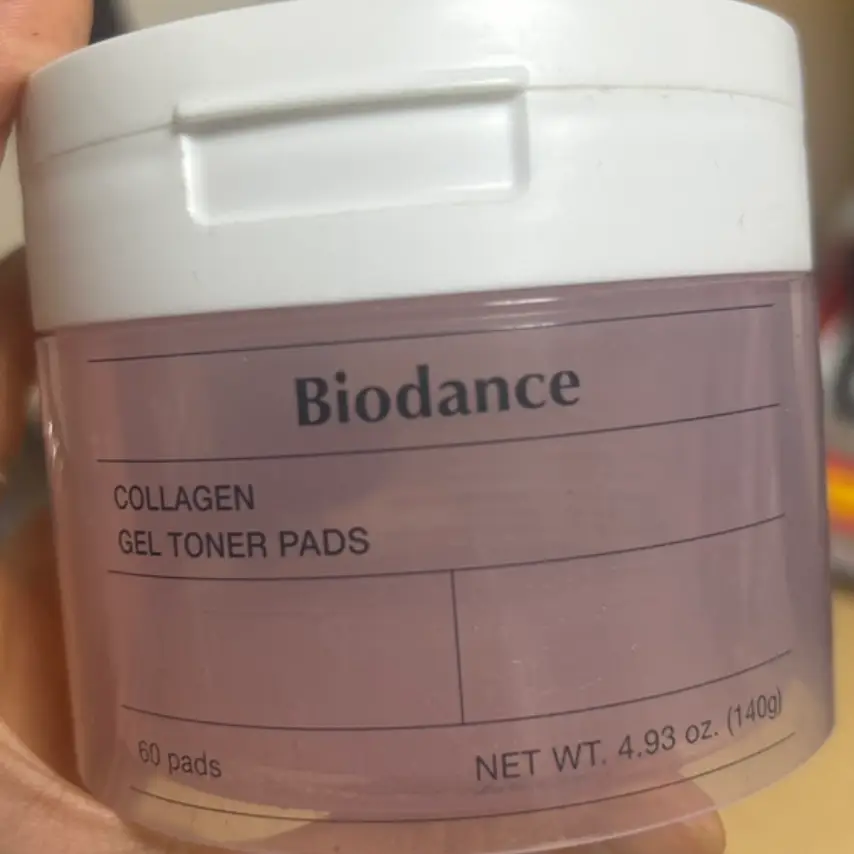 Biodance
COLLAGEN
GEL TONER PADS
60 pads
NET WT. 4.93 oz. (140g)